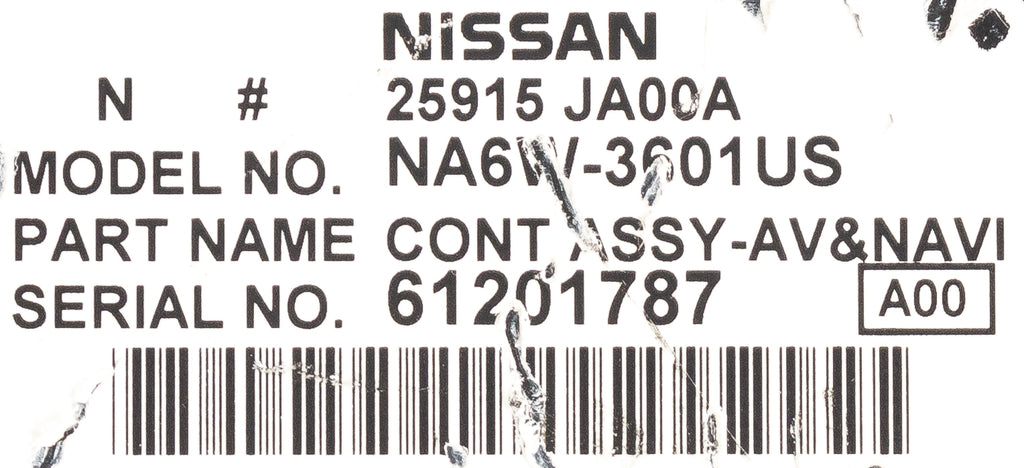 NISSAN
N # 25915 JA00A
MODEL NO. NA6W-3601US
PART NAME CONT ASSY-AV&NAVI
SERIAL NO. 61201787
A00